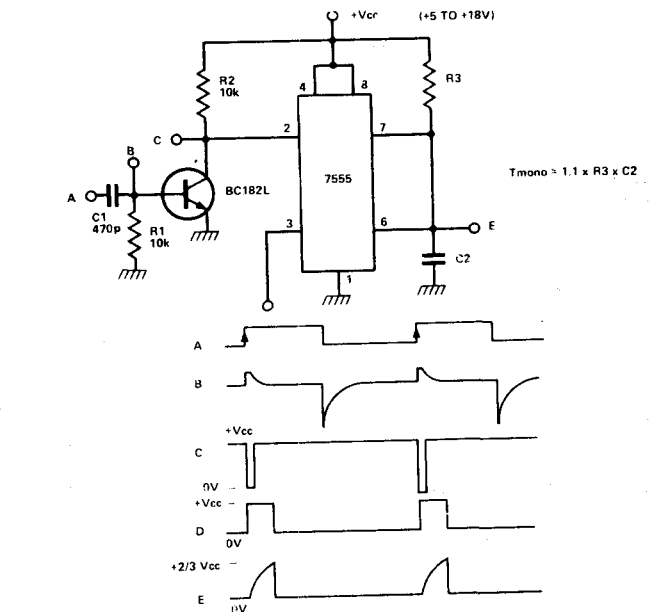 +Vcc (+5 TO +18V)
R2
10k
4
8
R3
C
2
7
B
BC182L
7555
Tmono = 1.1 x R3 x C2
A
C1
470p
R1
10k
3
6
E
C2
1
A
B
+Vcc
C
0V
+Vcc
D
0V
+2/3 Vcc
E
0V